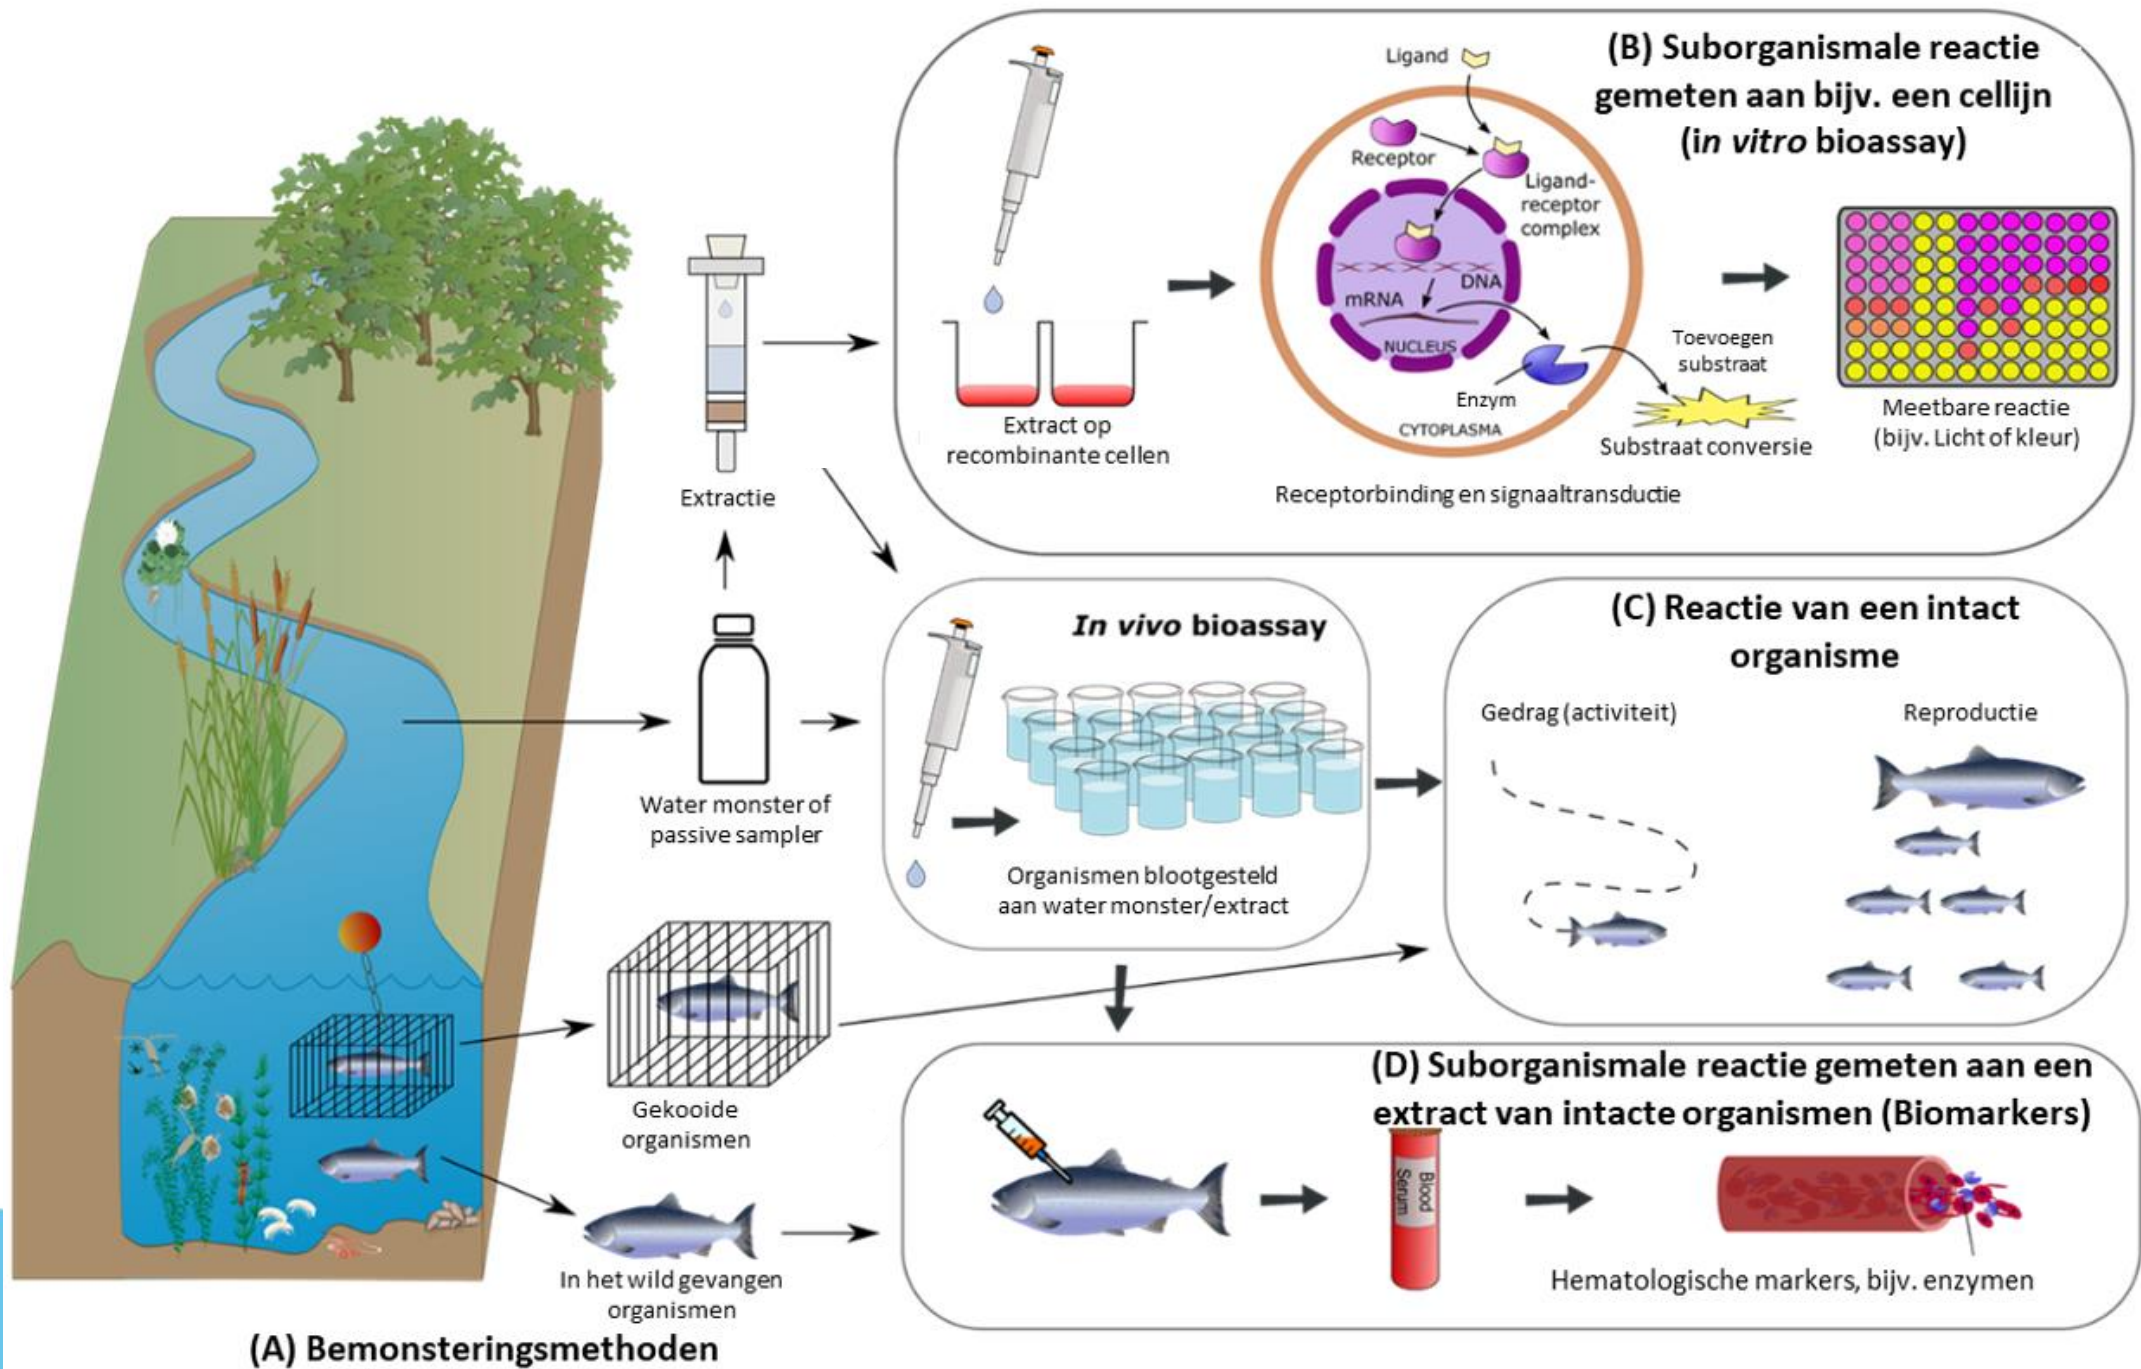 (B) Suborganismale reactie
gemeten aan bijv. een cellijn
(in vitro bioassay)
Ligand
Receptor
Ligand-
receptor
complex
DNA
mRNA
NUCLEUS
Enzym
CYTOPLASMA
Toevoegen
substraat
Substraat conversie
Meetbare reactie
(bijv. Licht of kleur)
Extract op
recombinante cellen
Receptorbinding en signaaltransductie
Extractie
In vivo bioassay
Organismen blootgesteld
aan water monster/extract
(C) Reactie van een intact
organisme
Gedrag (activiteit)
Reproductie
Water monster of
passive sampler
Gekooide
organismen
(D) Suborganismale reactie gemeten aan een
extract van intacte organismen (Biomarkers)
Blood
Serum
Hematologische markers, bijv. enzymen
In het wild gevangen
organismen
(A) Bemonsteringsmethoden